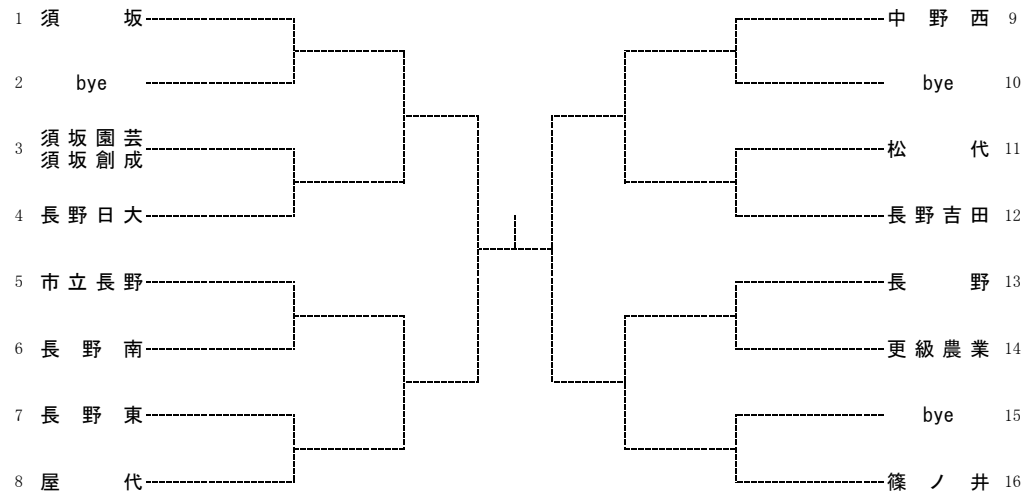 1 須坂
2 bye
3 須坂園芸
須坂創成
4 長野日大
5 市立長野
6 長野南
7 長野東
8 屋代
中野西 9
bye 10
松代 11
長野吉田 12
長野 13
更級農業 14
bye 15
篠ノ井 16